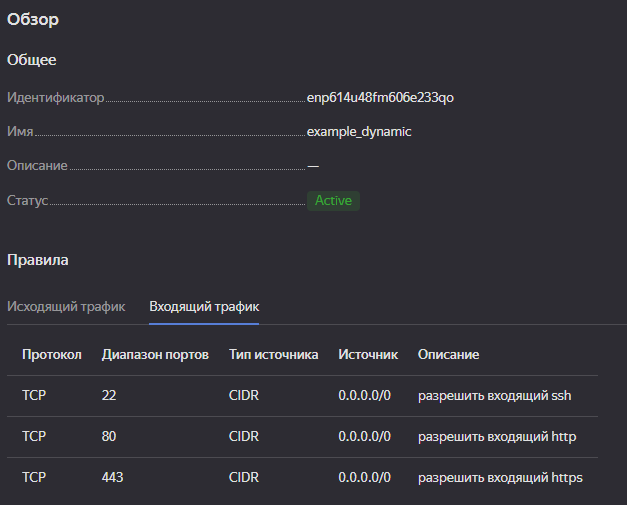 Обзор
Общее
Идентификатор enp614u48fm606e233qo
Имя example_dynamic
Описание —
Статус Active
Правила
Исходящий трафик Входящий трафик
Протокол Диапазон портов Тип источника Источник Описание
TCP 22 CIDR 0.0.0.0/0 разрешить входящий ssh
TCP 80 CIDR 0.0.0.0/0 разрешить входящий http
TCP 443 CIDR 0.0.0.0/0 разрешить входящий https